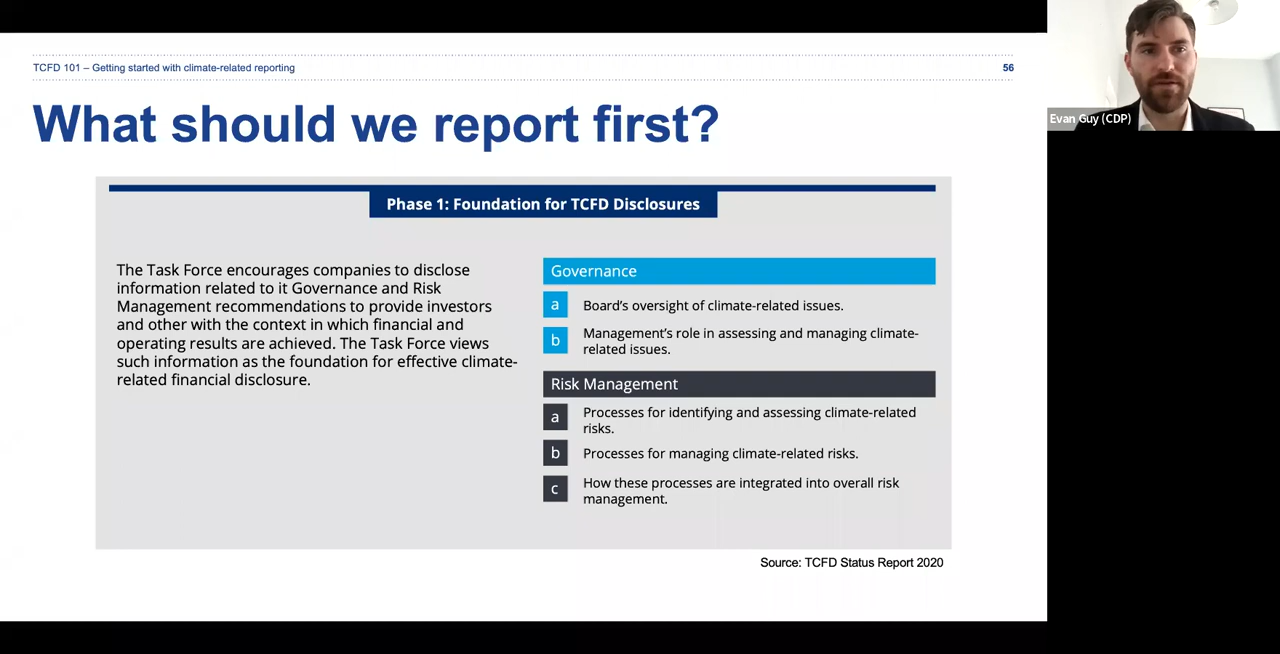 TCFD 101 – Getting started with climate-related reporting
56
What should we report first?
Phase 1: Foundation for TCFD Disclosures
The Task Force encourages companies to disclose
information related to it Governance and Risk
Management recommendations to provide investors
and other with the context in which financial and
operating results are achieved. The Task Force views
such information as the foundation for effective climate-
related financial disclosure.
Governance
a Board’s oversight of climate-related issues.
b Management’s role in assessing and managing climate-
related issues.
Risk Management
a Processes for identifying and assessing climate-related
risks.
b Processes for managing climate-related risks.
c How these processes are integrated into overall risk
management.
Source: TCFD Status Report 2020
Evan Guy (CDP)